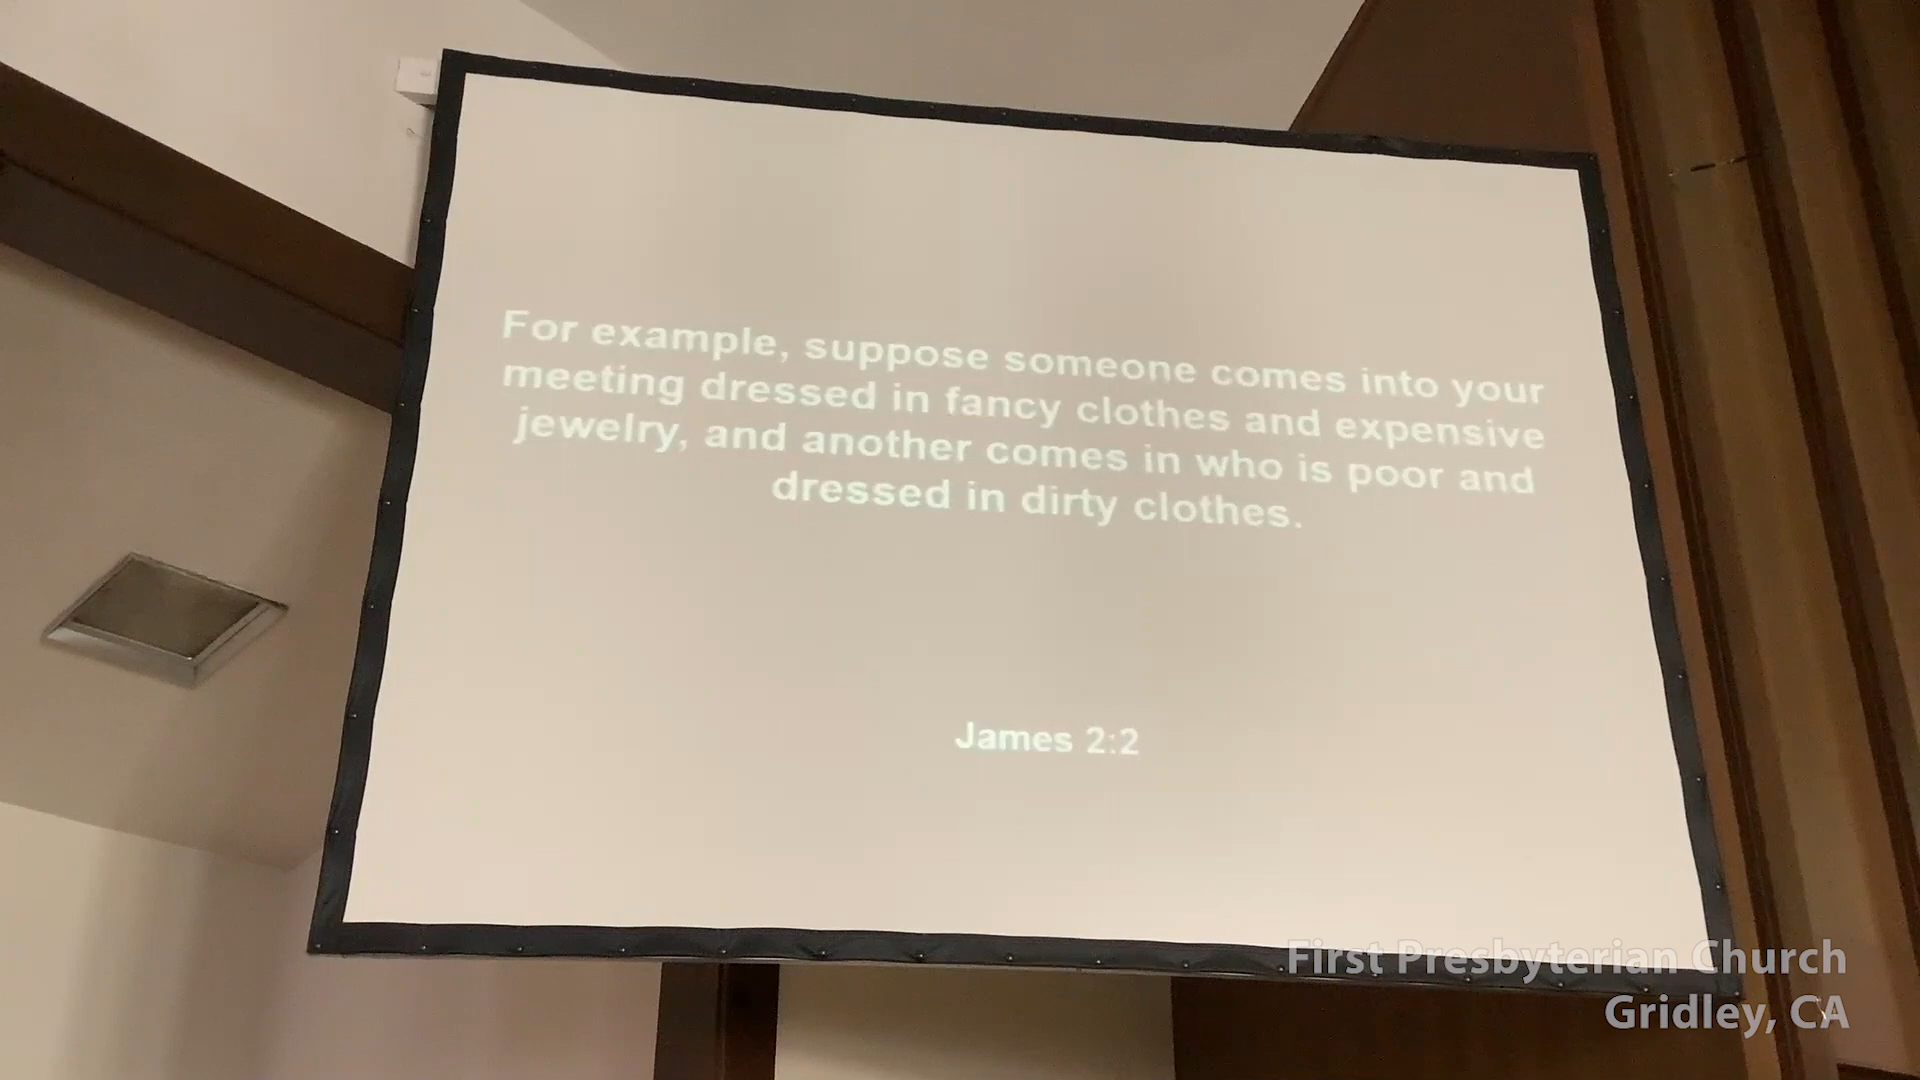 For example, suppose someone comes into your
meeting dressed in fancy clothes and expensive
jewelry, and another comes in who is poor and
dressed in dirty clothes.
James 2:2
First Presbyterian Church
Gridley, CA